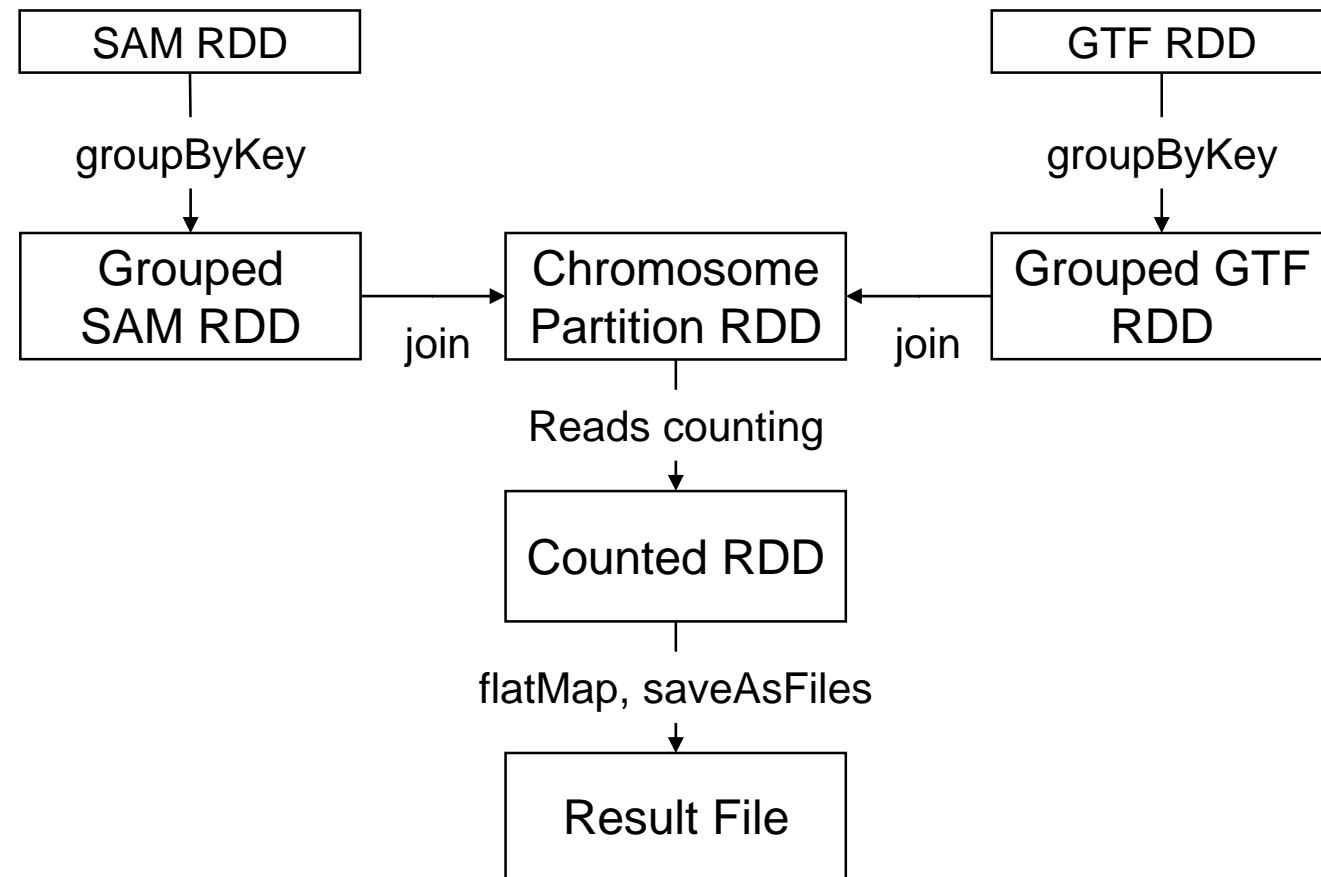 SAM RDD
GTF RDD
groupByKey
groupByKey
Grouped
SAM RDD
Chromosome
Partition RDD
Grouped GTF
RDD
join
join
Reads counting
Counted RDD
flatMap, saveAsFiles
Result File